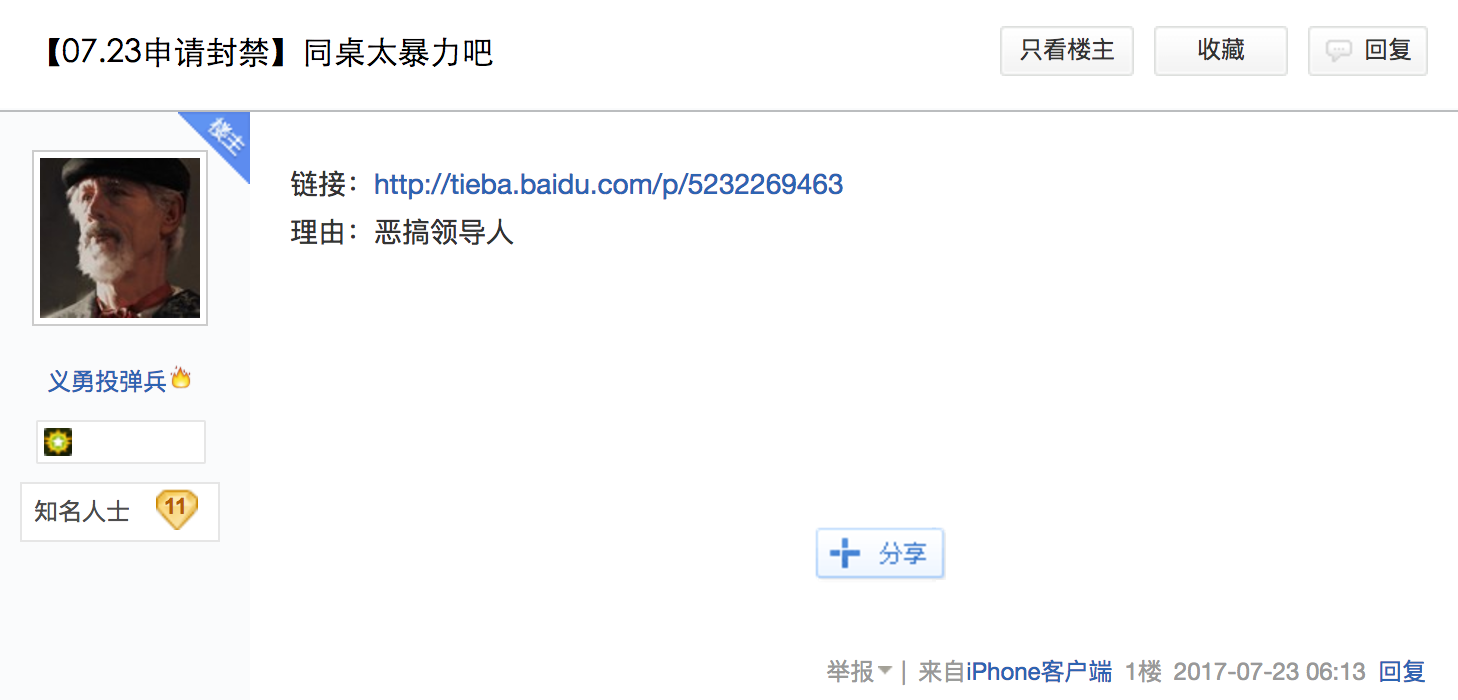 【07.23申请封禁】同桌太暴力吧
只看楼主
收藏
回复
楼主
链接：http://tieba.baidu.com/p/5232269463
理由：恶搞领导人
义勇投弹兵
知名人士 11
分享
举报 | 来自iPhone客户端 1楼 2017-07-23 06:13 回复